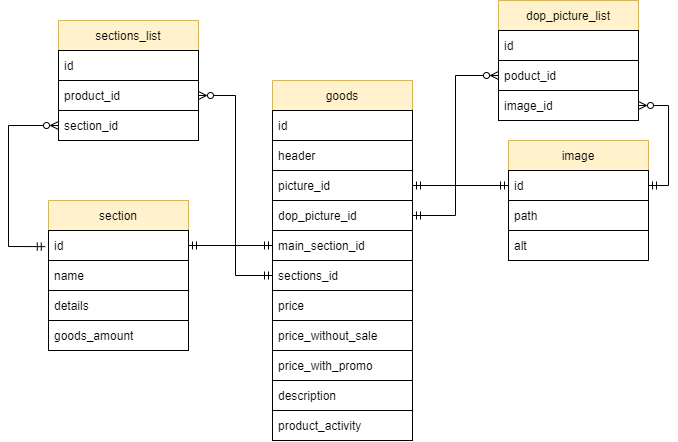 sections_list
id
product_id
section_id
section
id
name
details
goods_amount
goods
id
header
picture_id
dop_picture_id
main_section_id
sections_id
price
price_without_sale
price_with_promo
description
product_activity
dop_picture_list
id
poduct_id
image_id
image
id
path
alt